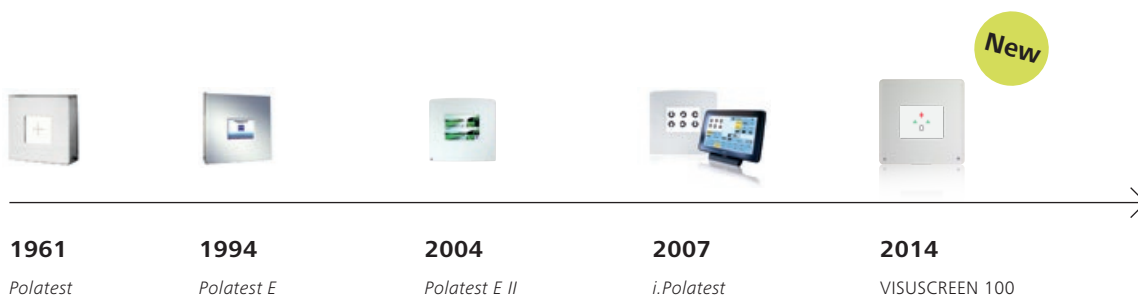 New
1961 1994 2004 2007 2014
Polatest Polatest E Polatest E II i.Polatest VISUSCREEN 100